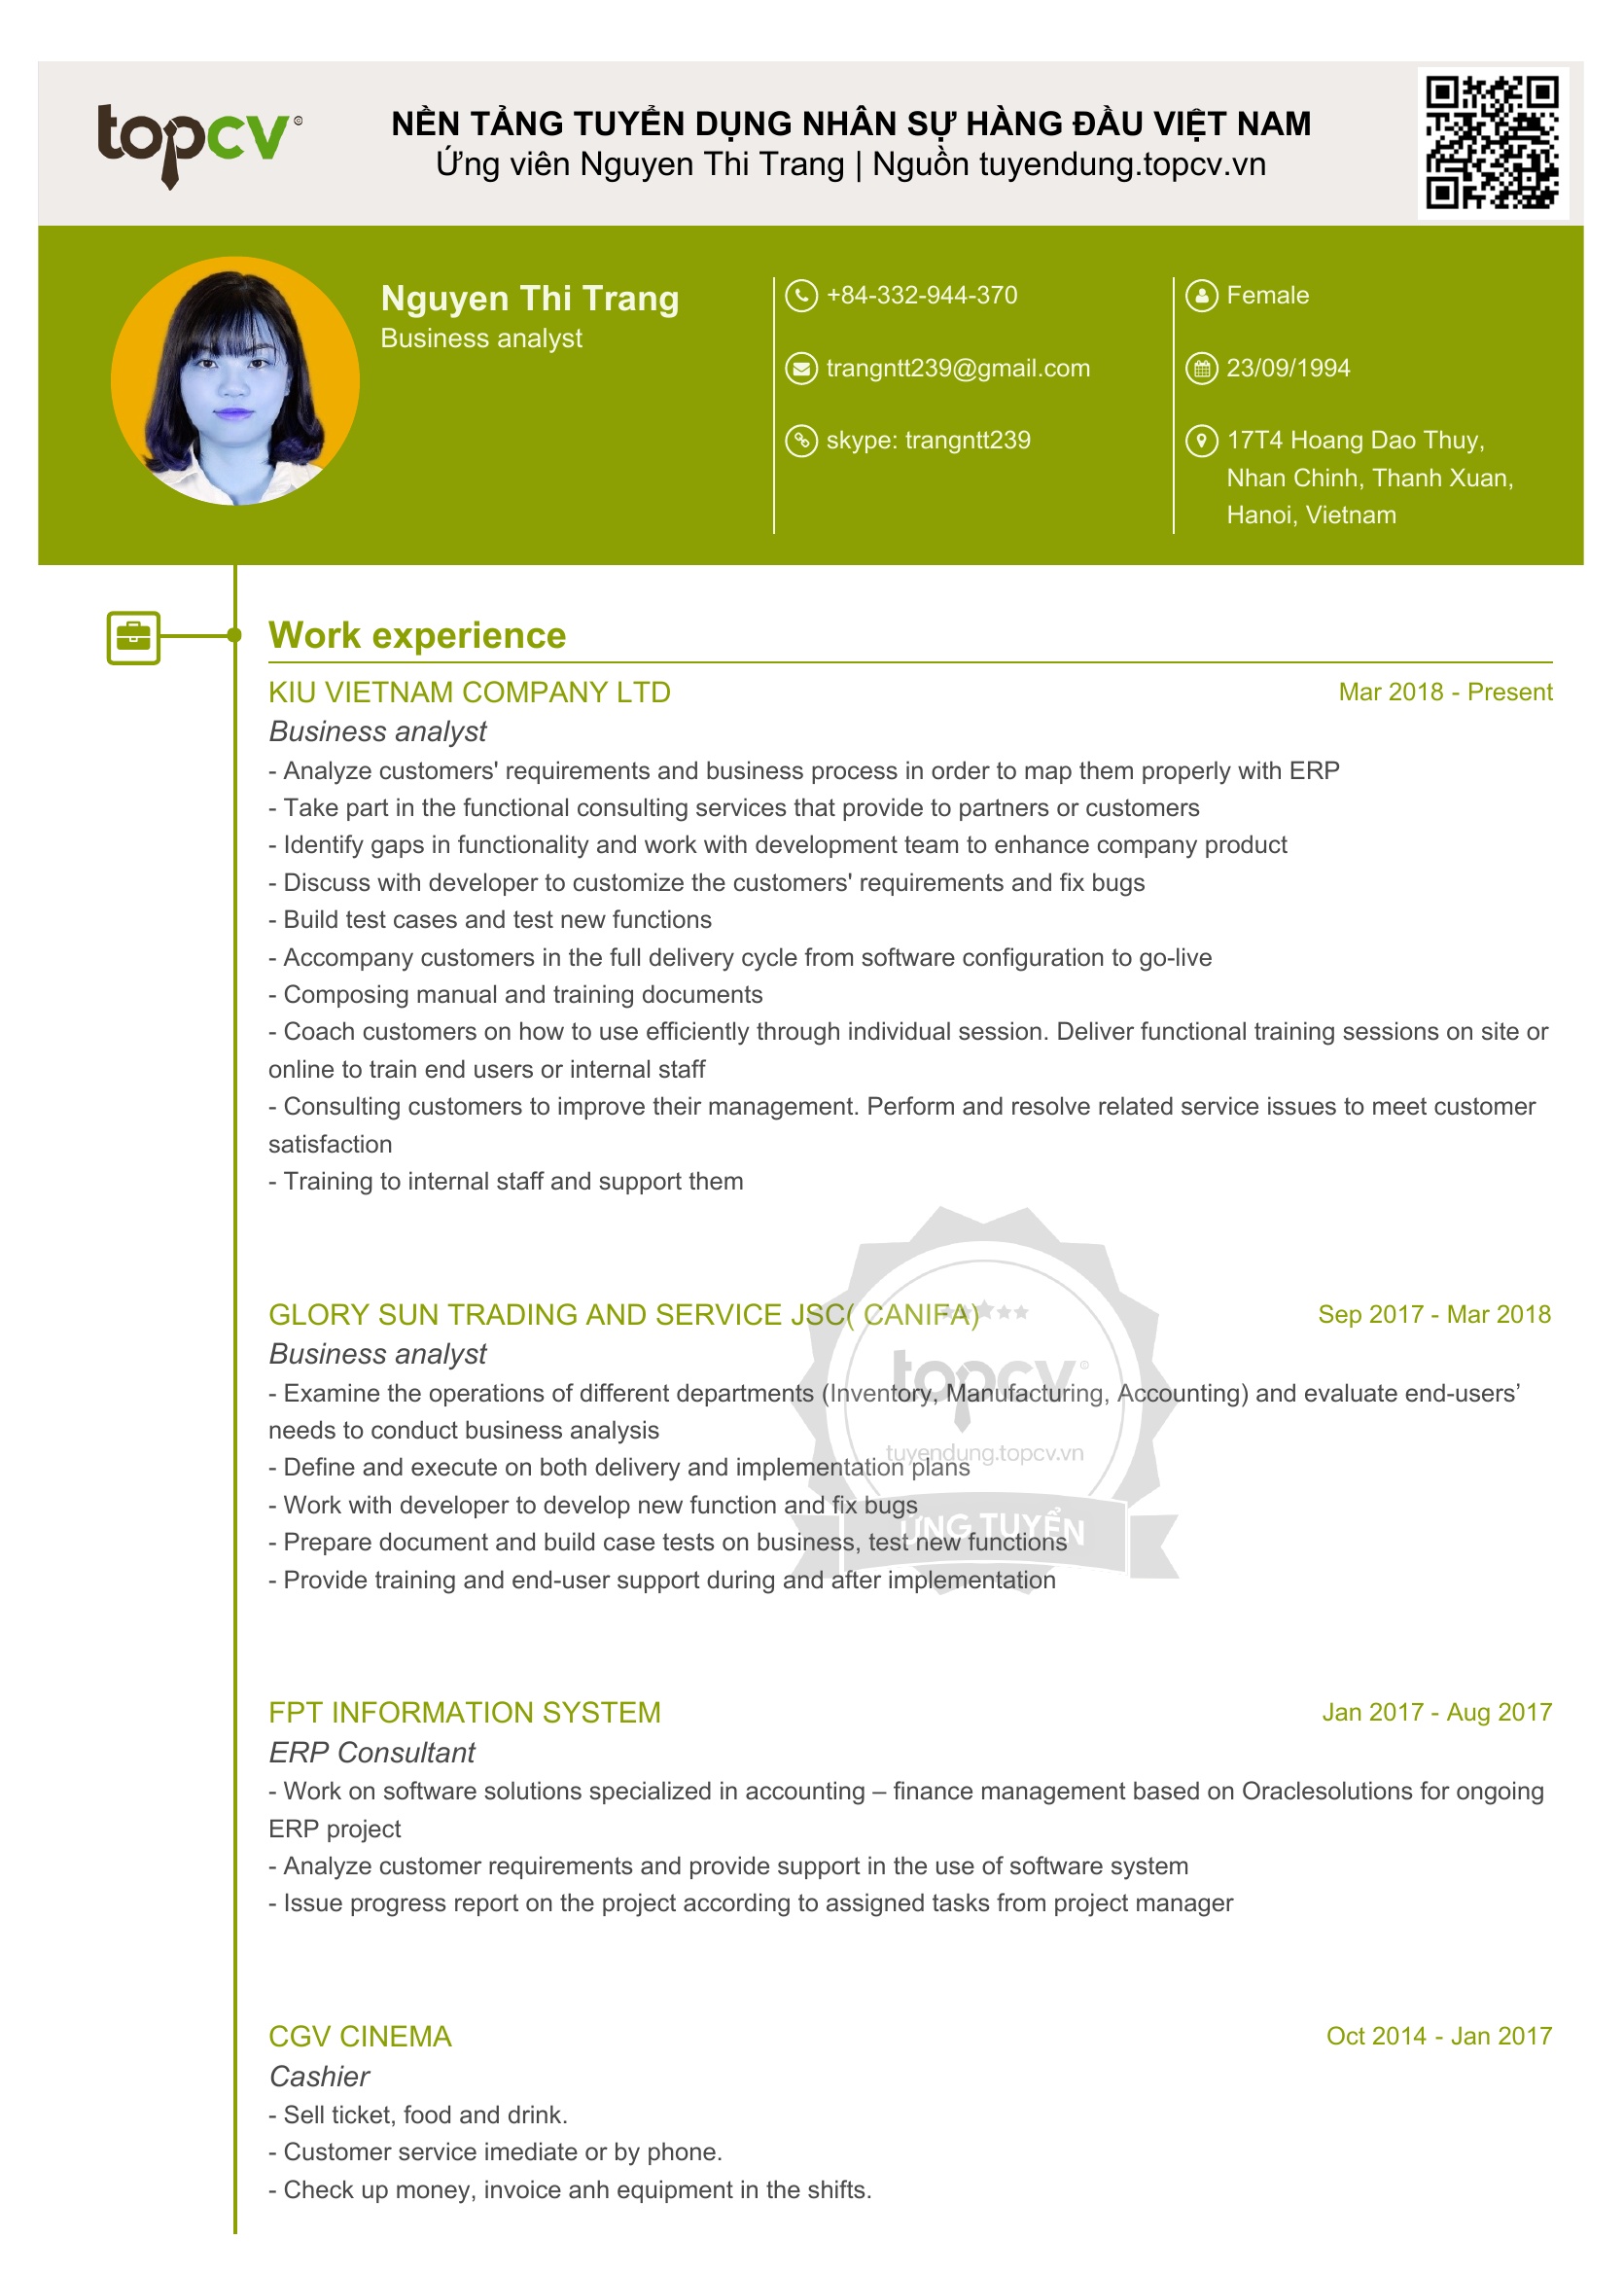 topcv®
NỀN TẢNG TUYỂN DỤNG NHÂN SỰ HÀNG ĐẦU VIỆT NAM
Ứng viên Nguyen Thi Trang | Nguồn tuyendung.topcv.vn
Nguyen Thi Trang
Business analyst
+84-332-944-370
trangntt239@gmail.com
skype: trangntt239
Female
23/09/1994
17T4 Hoang Dao Thuy,
Nhan Chinh, Thanh Xuan,
Hanoi, Vietnam
Work experience
KIU VIETNAM COMPANY LTD
Mar 2018 - Present
Business analyst
- Analyze customers' requirements and business process in order to map them properly with ERP
- Take part in the functional consulting services that provide to partners or customers
- Identify gaps in functionality and work with development team to enhance company product
- Discuss with developer to customize the customers' requirements and fix bugs
- Build test cases and test new functions
- Accompany customers in the full delivery cycle from software configuration to go-live
- Composing manual and training documents
- Coach customers on how to use efficiently through individual session. Deliver functional training sessions on site or
online to train end users or internal staff
- Consulting customers to improve their management. Perform and resolve related service issues to meet customer
satisfaction
- Training to internal staff and support them
GLORY SUN TRADING AND SERVICE JSC( CANIFA)
Sep 2017 - Mar 2018
Business analyst
- Examine the operations of different departments (Inventory, Manufacturing, Accounting) and evaluate end-users’
needs to conduct business analysis
- Define and execute on both delivery and implementation plans
- Work with developer to develop new function and fix bugs
- Prepare document and build case tests on business, test new functions
- Provide training and end-user support during and after implementation
topcv®
tuyendung.topcv.vn
ỨNG TUYỂN
FPT INFORMATION SYSTEM
Jan 2017 - Aug 2017
ERP Consultant
- Work on software solutions specialized in accounting – finance management based on Oraclesolutions for ongoing
ERP project
- Analyze customer requirements and provide support in the use of software system
- Issue progress report on the project according to assigned tasks from project manager
CGV CINEMA
Oct 2014 - Jan 2017
Cashier
- Sell ticket, food and drink.
- Customer service imediate or by phone.
- Check up money, invoice anh equipment in the shifts.